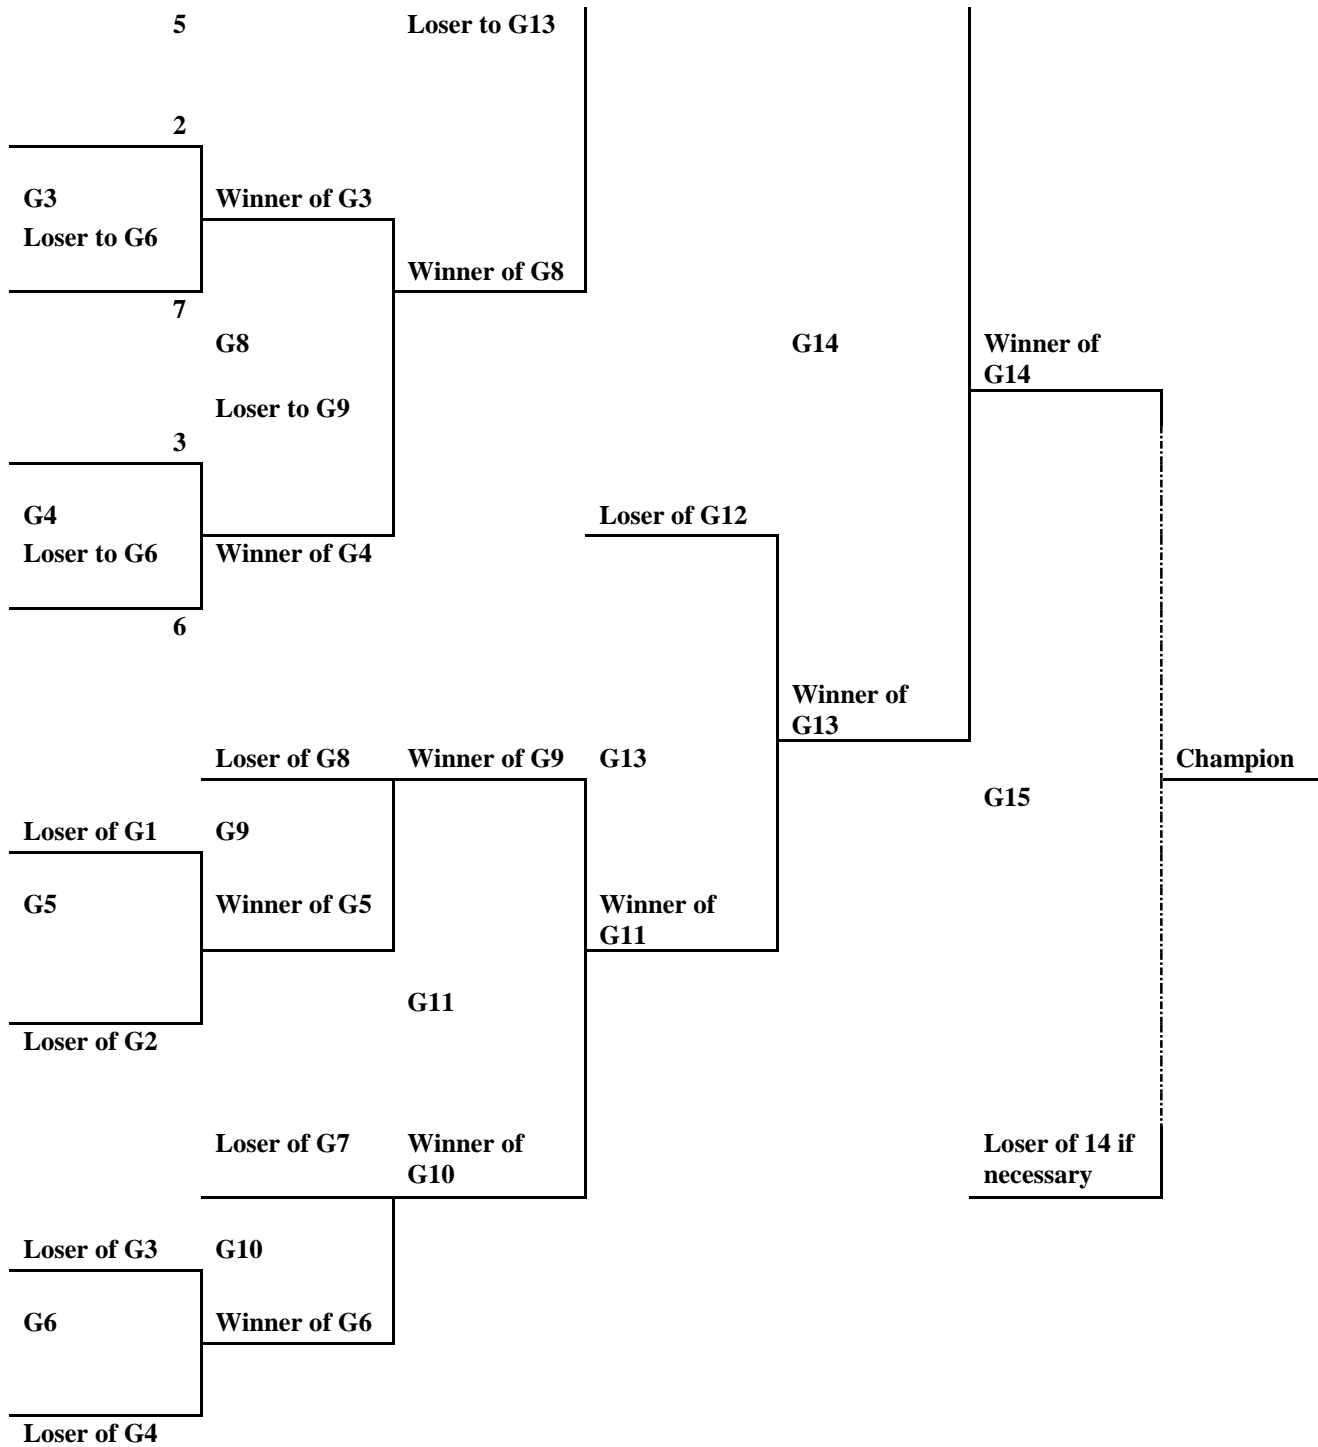 5
Loser to G13
2
G3
Winner of G3
Loser to G6
Winner of G8
7
G8
G14
Winner of
G14
Loser to G9
3
G4
Loser of G12
Loser to G6
Winner of G4
6
Winner of
G13
Loser of G8
Winner of G9
G13
Champion
G15
Loser of G1
G9
G5
Winner of G5
Winner of
G11
G11
Loser of G2
Loser of G7
Winner of
G10
Loser of 14 if
necessary
Loser of G3
G10
G6
Winner of G6
Loser of G4